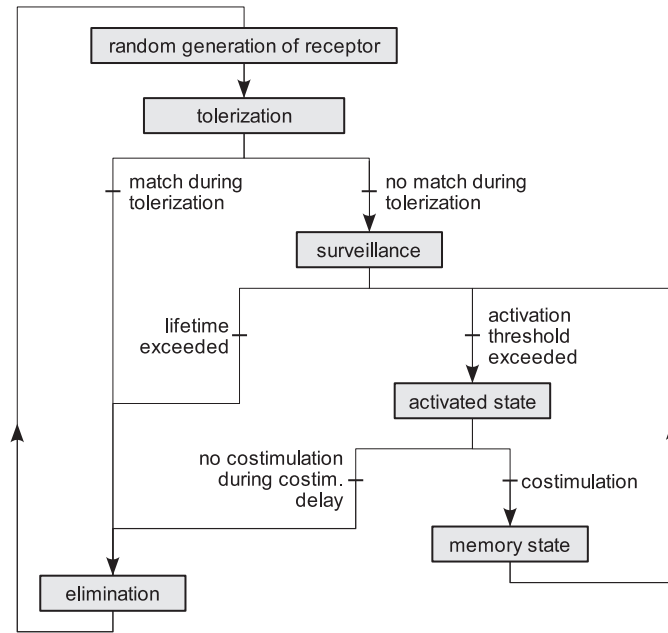 random generation of receptor
tolerization
match during
tolerization
no match during
tolerization
surveillance
lifetime
exceeded
activation
threshold
exceeded
activated state
no costimulation
during costim.
delay
costimulation
memory state
elimination